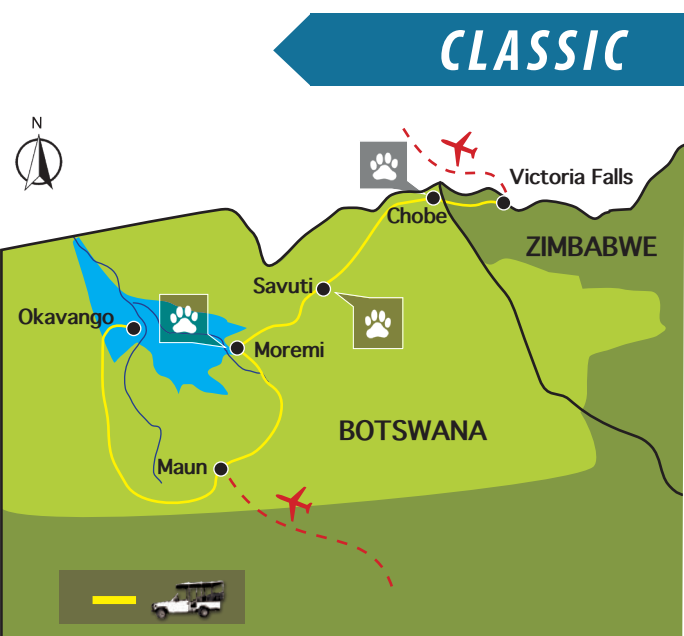 CLASSIC
N
Victoria Falls
Chobe
ZIMBABWE
Savuti
Okavango
Moremi
BOTSWANA
Maun